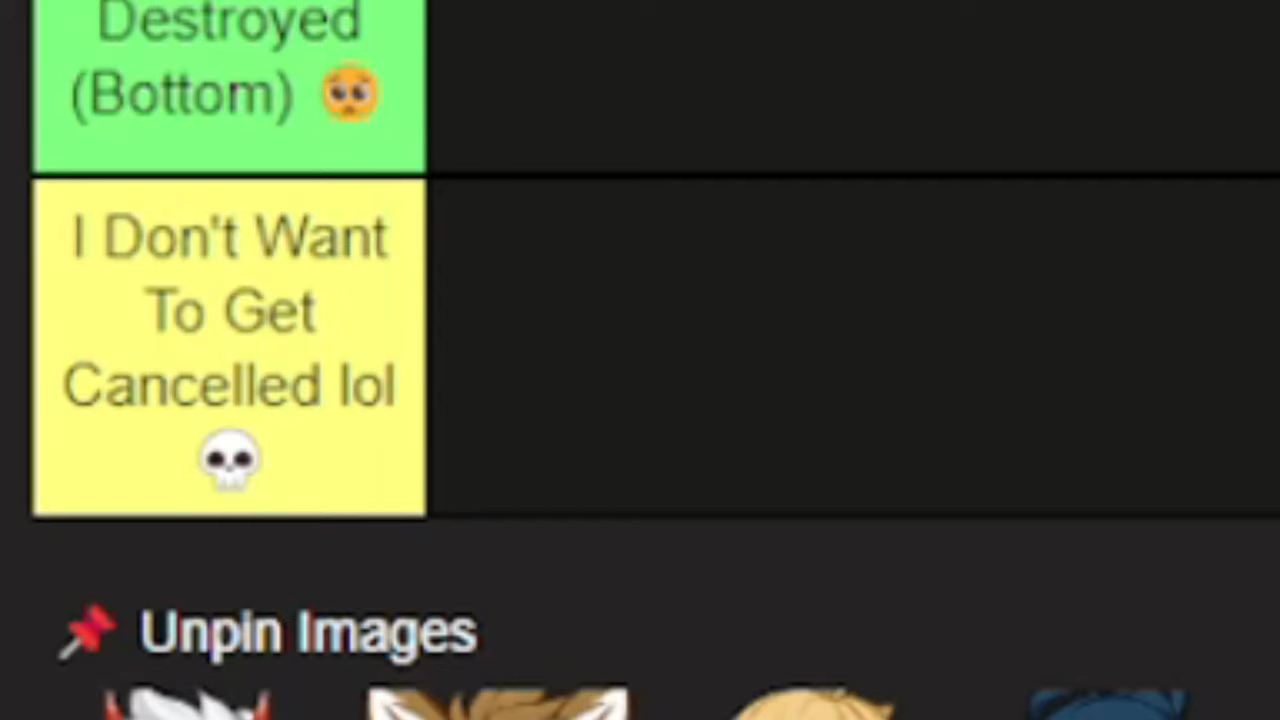 Destroyed
(Bottom) 🥺
I Don't Want
To Get
Cancelled lol
💀
📌 Unpin Images